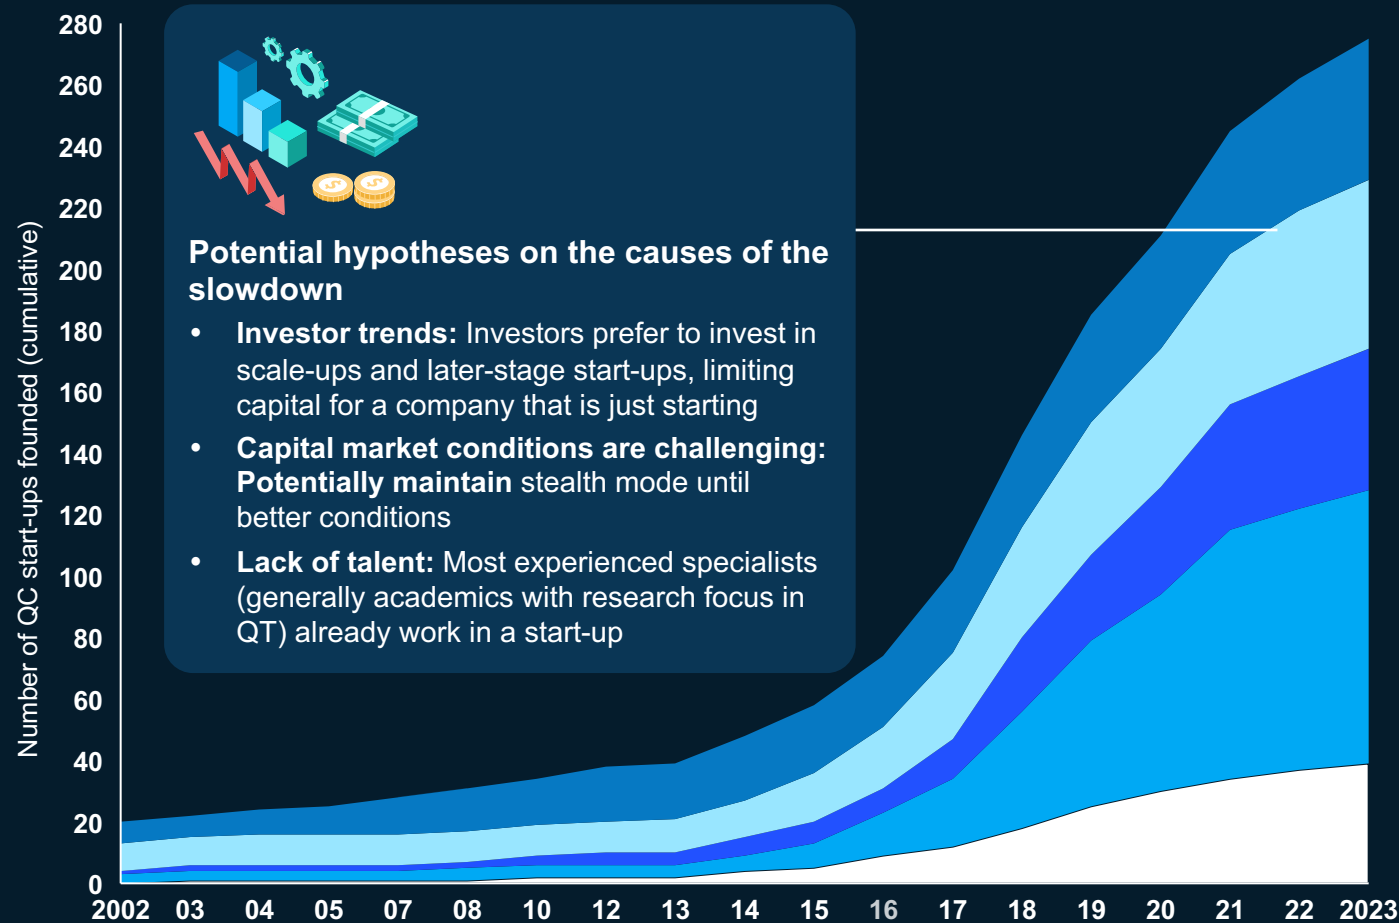 280
260
240
220
200
180
160
140
120
100
80
60
40
20
0
Number of QC start-ups founded (cumulative)
Potential hypotheses on the causes of the
slowdown
• Investor trends: Investors prefer to invest in
scale-ups and later-stage start-ups, limiting
capital for a company that is just starting
• Capital market conditions are challenging:
Potentially maintain stealth mode until
better conditions
• Lack of talent: Most experienced specialists
(generally academics with research focus in
QT) already work in a start-up
2002 03 04 05 07 08 10 12 13 14 15 16 17 18 19 20 21 22 2023